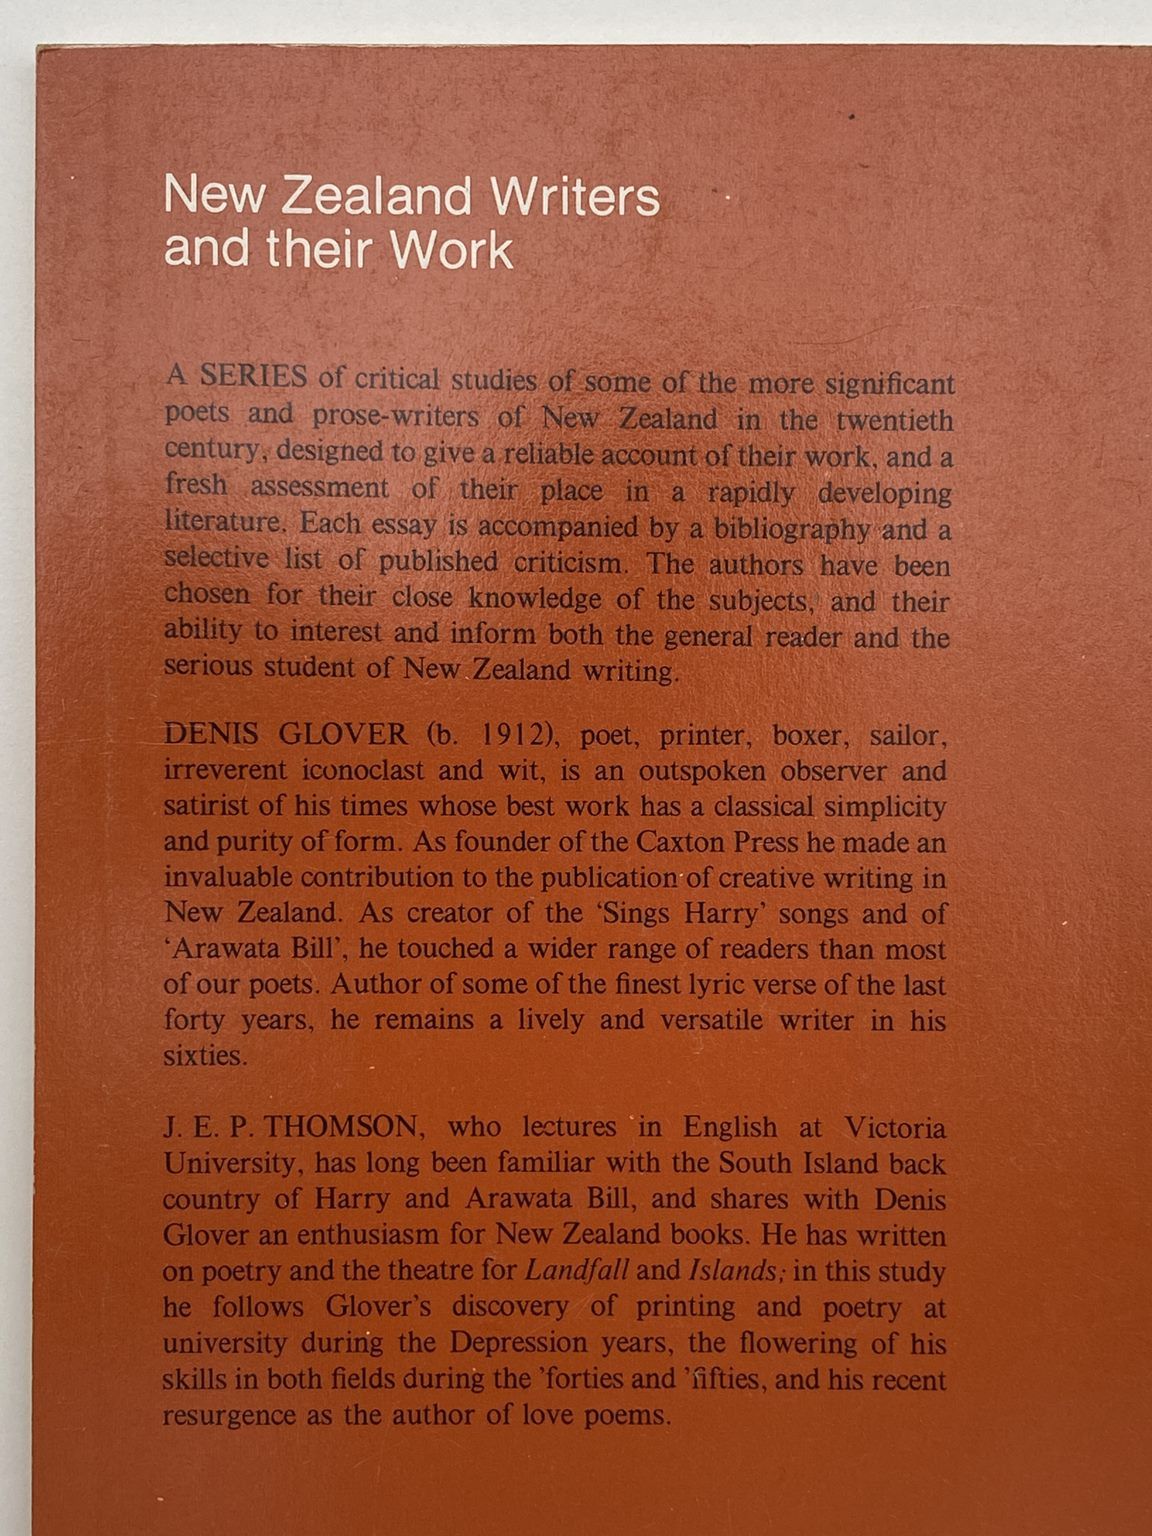 New Zealand Writers
and their Work
A SERIES of critical studies of some of the more significant
poets and prose-writers of New Zealand in the twentieth
century, designed to give a reliable account of their work, and a
fresh assessment of their place in a rapidly developing
literature. Each essay is accompanied by a bibliography and a
selective list of published criticism. The authors have been
chosen for their close knowledge of the subjects, and their
ability to interest and inform both the general reader and the
serious student of New Zealand writing.
DENIS GLOVER (b. 1912), poet, printer, boxer, sailor,
irreverent iconoclast and wit, is an outspoken observer and
satirist of his times whose best work has a classical simplicity
and purity of form. As founder of the Caxton Press he made an
invaluable contribution to the publication of creative writing in
New Zealand. As creator of the ‘Sings Harry’ songs and of
‘Arawata Bill’, he touched a wider range of readers than most
of our poets. Author of some of the finest lyric verse of the last
forty years, he remains a lively and versatile writer in his
sixties.
J. E. P. THOMSON, who lectures in English at Victoria
University, has long been familiar with the South Island back
country of Harry and Arawata Bill, and shares with Denis
Glover an enthusiasm for New Zealand books. He has written
on poetry and the theatre for Landfall and Islands; in this study
he follows Glover’s discovery of printing and poetry at
university during the Depression years, the flowering of his
skills in both fields during the ’forties and ’fifties, and his recent
resurgence as the author of love poems.